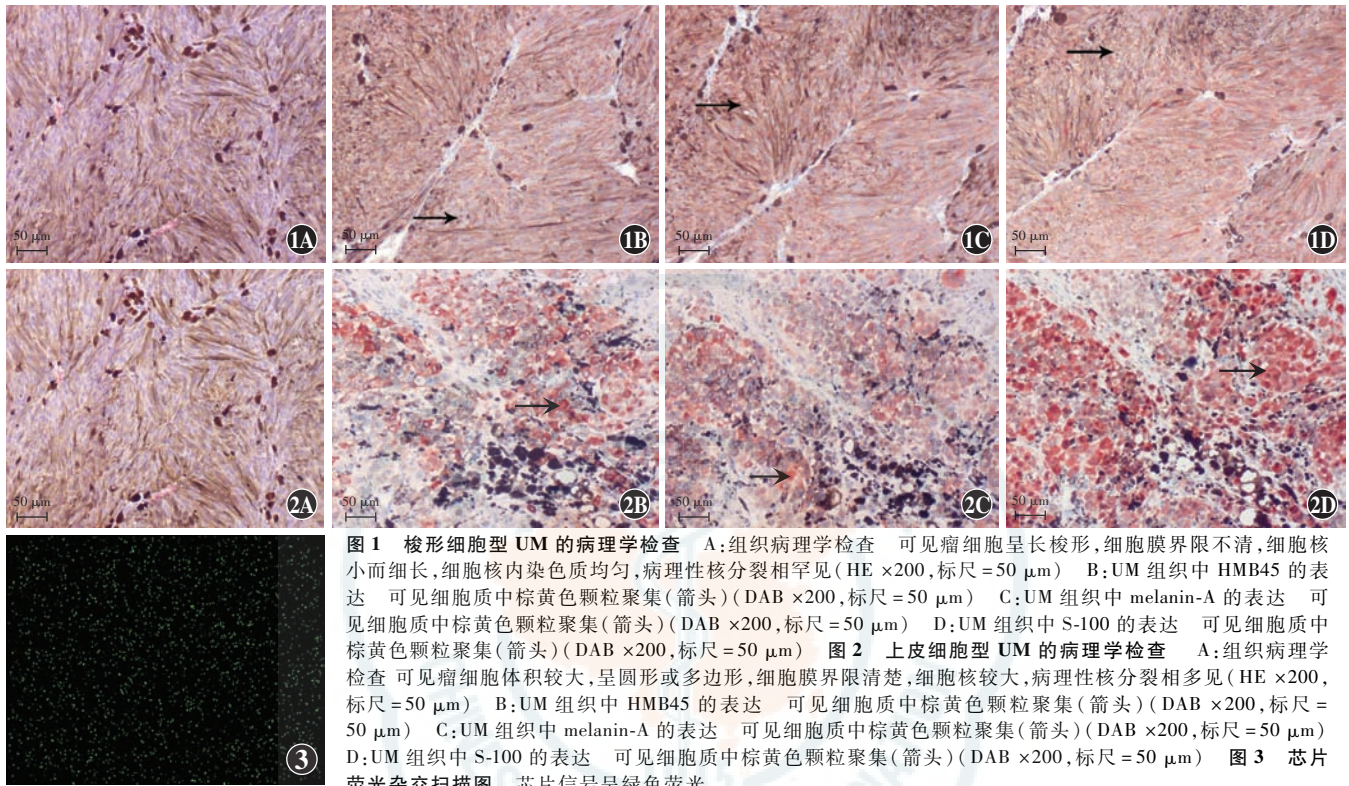 50 μm
1A
50 μm
1B
50 μm
1C
50 μm
1D
50 μm
2A
50 μm
2B
50 μm
2C
50 μm
2D
3
图 1 梭形细胞型 UM 的病理学检查 A:组织病理学检查 可见瘤细胞呈长梭形,细胞膜界限不清,细胞核
小而细长,细胞核内染色质均匀,病理性核分裂相罕见(HE ×200,标尺=50 μm) B:UM 组织中 HMB45 的表
达 可见细胞质中棕黄色颗粒聚集(箭头)(DAB ×200,标尺=50 μm) C:UM 组织中 melanin-A 的表达 可
见细胞质中棕黄色颗粒聚集(箭头)(DAB ×200,标尺=50 μm) D:UM 组织中 S-100 的表达 可见细胞质中
棕黄色颗粒聚集(箭头)(DAB ×200,标尺=50 μm) 图 2 上皮细胞型 UM 的病理学检查 A:组织病理学
检查 可见瘤细胞体积较大,呈圆形或多边形,细胞膜界限清楚,细胞核较大,病理性核分裂相多见(HE ×200,
标尺=50 μm) B:UM 组织中 HMB45 的表达 可见细胞质中棕黄色颗粒聚集(箭头)(DAB ×200,标尺=
50 μm) C:UM 组织中 melanin-A 的表达 可见细胞质中棕黄色颗粒聚集(箭头)(DAB ×200,标尺=50 μm)
D:UM 组织中 S-100 的表达 可见细胞质中棕黄色颗粒聚集(箭头)(DAB ×200,标尺=50 μm) 图 3 芯片
荧光杂交扫描图 芯片信号呈绿色荧光